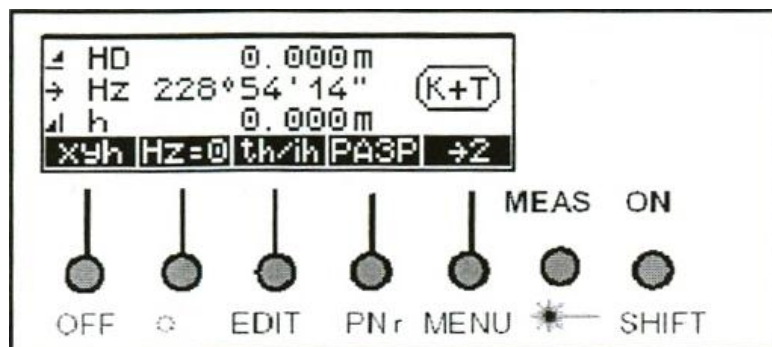 HD 0.000m
→ Hz 228°54'14" K+T
h 0.000m
xyh Hz=0 th/ih РАЗР →2
MEAS ON
OFF EDIT PNr MENU SHIFT